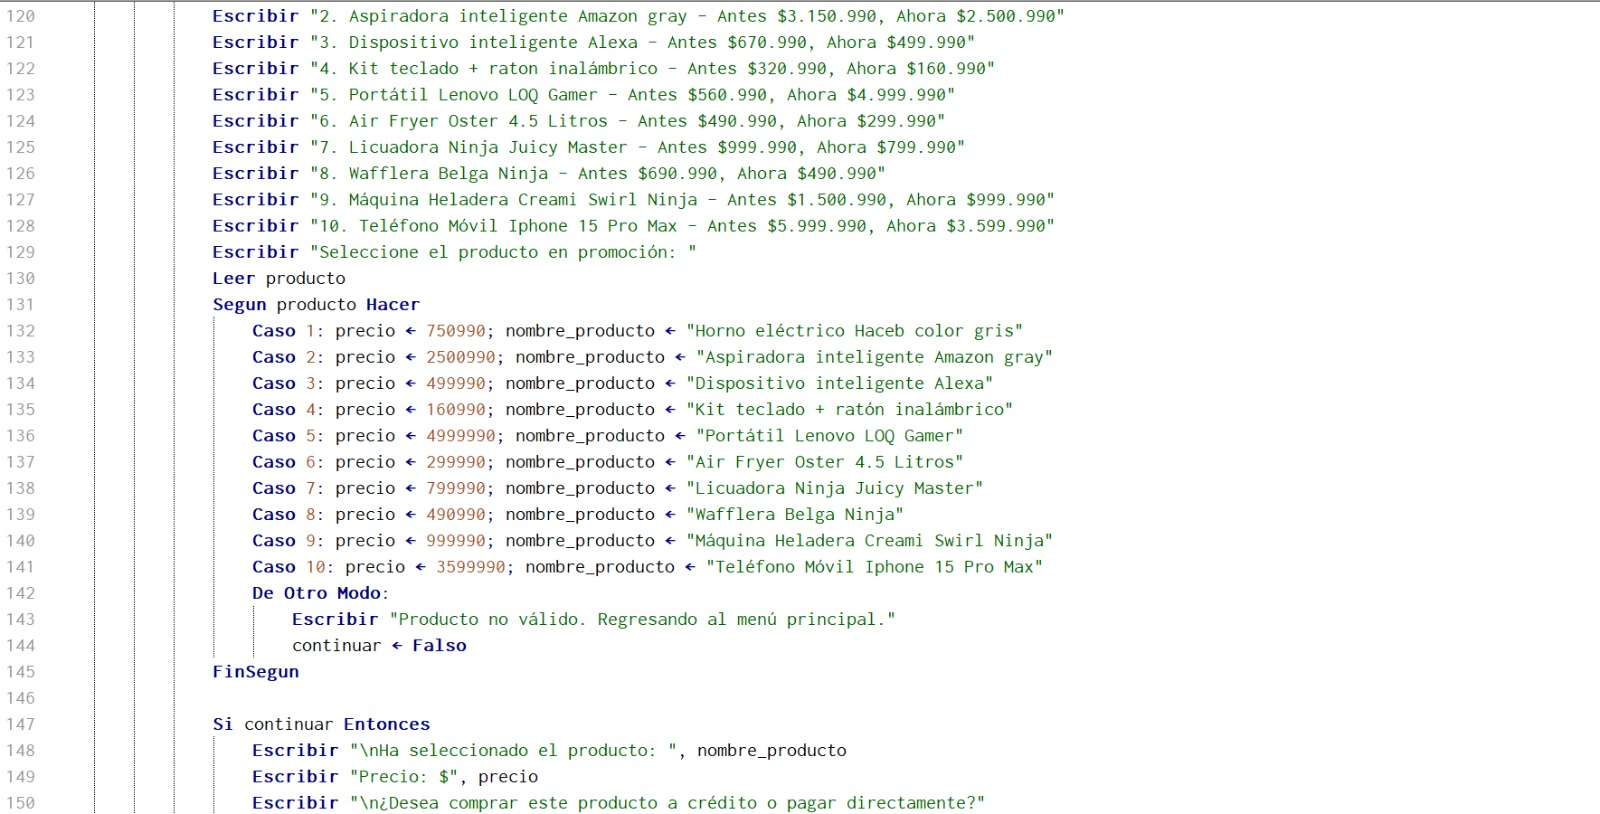 120 Escribir "2. Aspiradora inteligente Amazon gray - Antes $3.150.990, Ahora $2.500.990"
121 Escribir "3. Dispositivo inteligente Alexa - Antes $670.990, Ahora $499.990"
122 Escribir "4. Kit teclado + raton inalámbrico - Antes $320.990, Ahora $160.990"
123 Escribir "5. Portátil Lenovo LOQ Gamer - Antes $560.990, Ahora $4.999.990"
124 Escribir "6. Air Fryer Oster 4.5 Litros - Antes $490.990, Ahora $299.990"
125 Escribir "7. Licuadora Ninja Juicy Master - Antes $999.990, Ahora $799.990"
126 Escribir "8. Wafflera Belga Ninja - Antes $690.990, Ahora $490.990"
127 Escribir "9. Máquina Heladera Creami Swirl Ninja - Antes $1.500.990, Ahora $999.990"
128 Escribir "10. Teléfono Móvil Iphone 15 Pro Max - Antes $5.999.990, Ahora $3.599.990"
129 Escribir "Seleccione el producto en promoción: "
130 Leer producto
131 Segun producto Hacer
132 Caso 1: precio ← 750990; nombre_producto ← "Horno eléctrico Haceb color gris"
133 Caso 2: precio ← 2500990; nombre_producto ← "Aspiradora inteligente Amazon gray"
134 Caso 3: precio ← 499990; nombre_producto ← "Dispositivo inteligente Alexa"
135 Caso 4: precio ← 160990; nombre_producto ← "Kit teclado + ratón inalámbrico"
136 Caso 5: precio ← 4999990; nombre_producto ← "Portátil Lenovo LOQ Gamer"
137 Caso 6: precio ← 299990; nombre_producto ← "Air Fryer Oster 4.5 Litros"
138 Caso 7: precio ← 799990; nombre_producto ← "Licuadora Ninja Juicy Master"
139 Caso 8: precio ← 490990; nombre_producto ← "Wafflera Belga Ninja"
140 Caso 9: precio ← 999990; nombre_producto ← "Máquina Heladera Creami Swirl Ninja"
141 Caso 10: precio ← 3599990; nombre_producto ← "Teléfono Móvil Iphone 15 Pro Max"
142 De Otro Modo:
143 Escribir "Producto no válido. Regresando al menú principal."
144 continuar ← Falso
145 FinSegun
146
147 Si continuar Entonces
148 Escribir "\nHa seleccionado el producto: ", nombre_producto
149 Escribir "Precio: $", precio
150 Escribir "\n¿Desea comprar este producto a crédito o pagar directamente?"